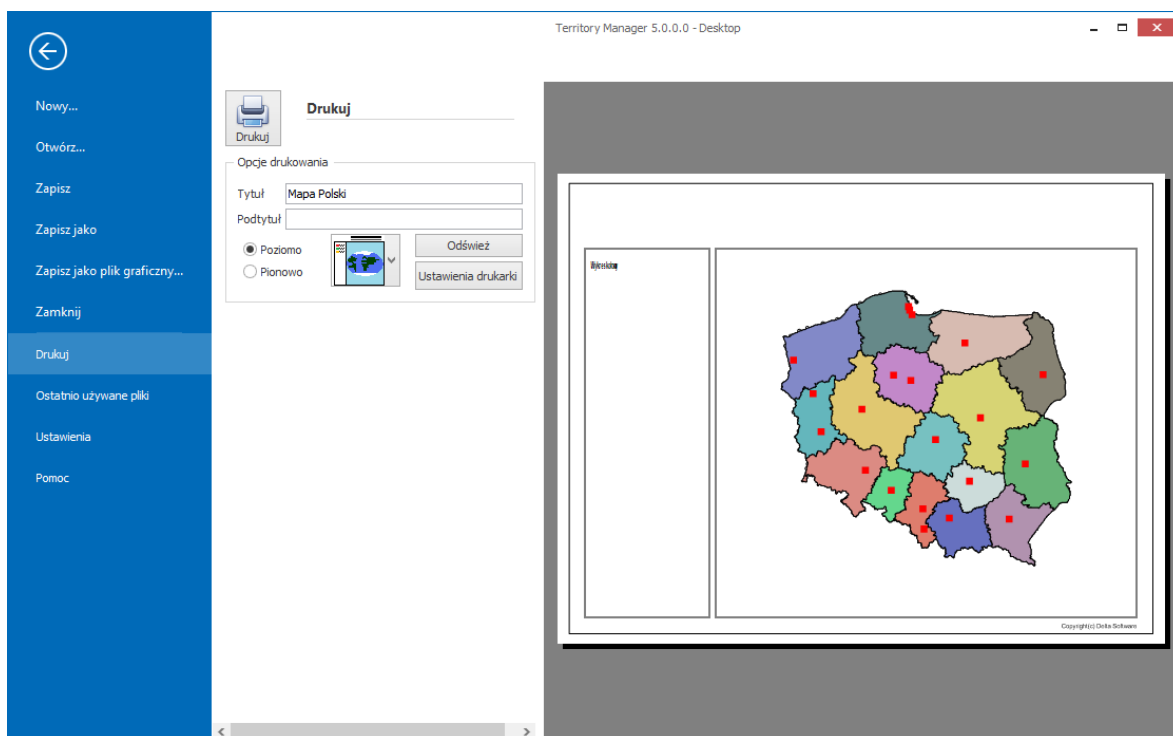 Territory Manager 5.0.0.0 - Desktop
Nowy...
Otwórz...
Zapisz
Zapisz jako
Zapisz jako plik graficzny...
Zamknij
Drukuj
Ostatnio używane pliki
Ustawienia
Pomoc
Drukuj
Drukuj
Opcje drukowania
Tytuł Mapa Polski
Podtytuł
Poziomo
Pionowo
Odśwież
Ustawienia drukarki
Copyright(c) Delta Software